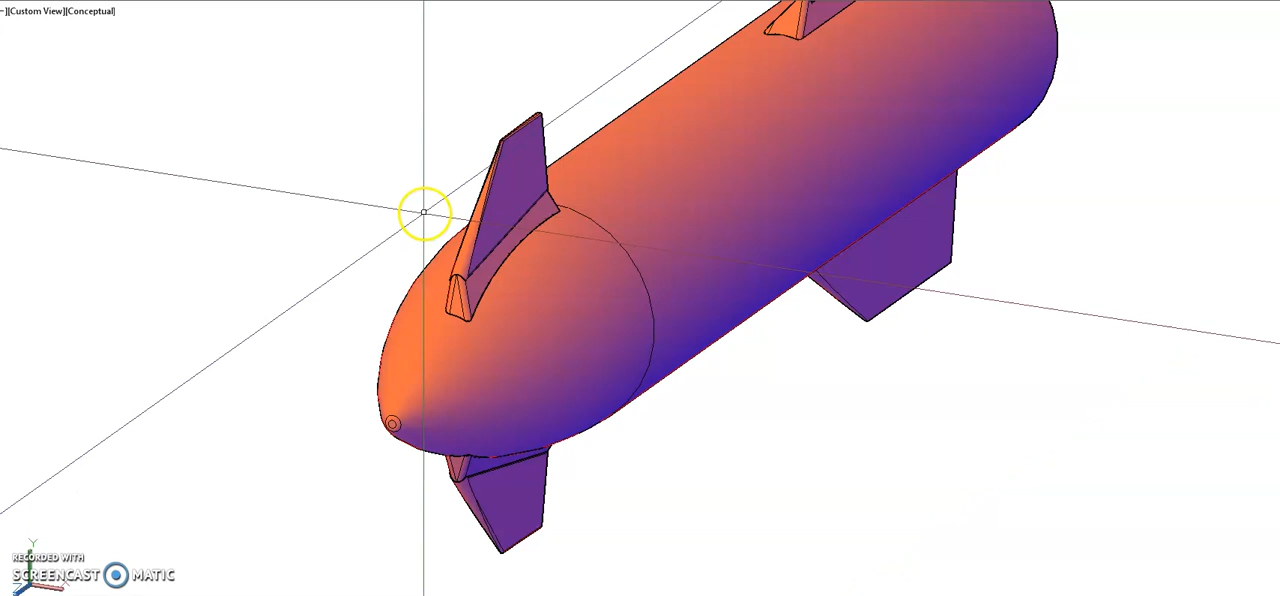 -][Custom View][Conceptual]
Y
X
RECORDED WITH
SCREENCAST MATIC